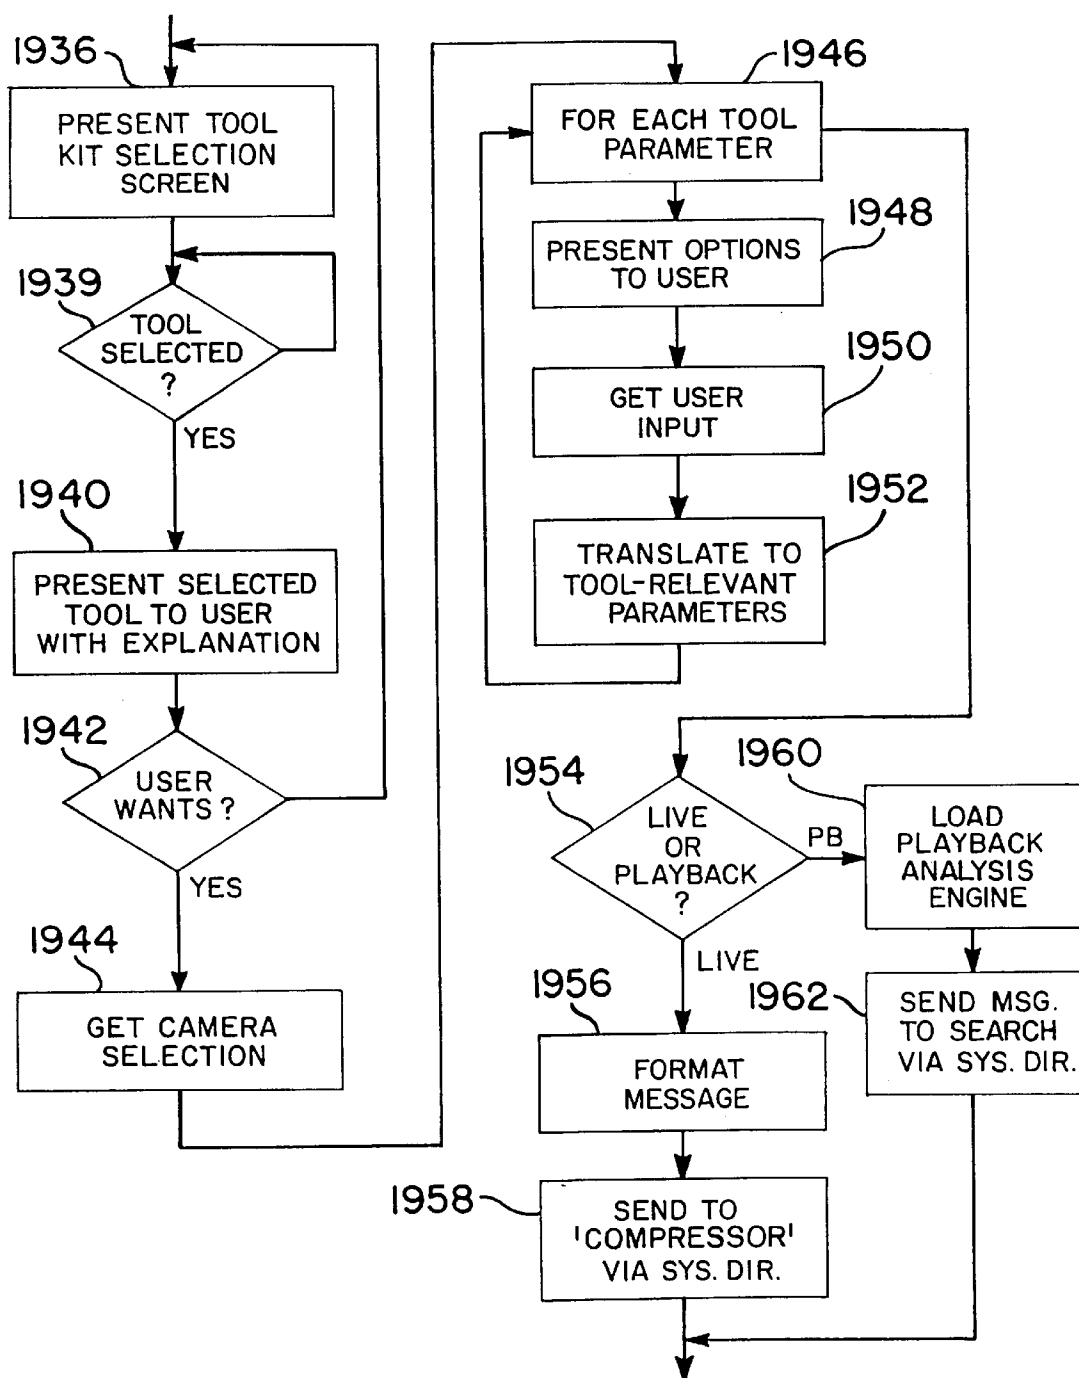 1936
PRESENT TOOL
KIT SELECTION
SCREEN
1939
TOOL
SELECTED
?
YES
1940
PRESENT SELECTED
TOOL TO USER
WITH EXPLANATION
1942
USER
WANTS ?
YES
1944
GET CAMERA
SELECTION
1946
FOR EACH TOOL
PARAMETER
1948
PRESENT OPTIONS
TO USER
1950
GET USER
INPUT
1952
TRANSLATE TO
TOOL-RELEVANT
PARAMETERS
1954
LIVE
OR
PLAYBACK
?
PB
LIVE
1960
LOAD
PLAYBACK
ANALYSIS
ENGINE
1962
SEND MSG.
TO SEARCH
VIA SYS. DIR.
1956
FORMAT
MESSAGE
1958
SEND TO
'COMPRESSOR'
VIA SYS. DIR.